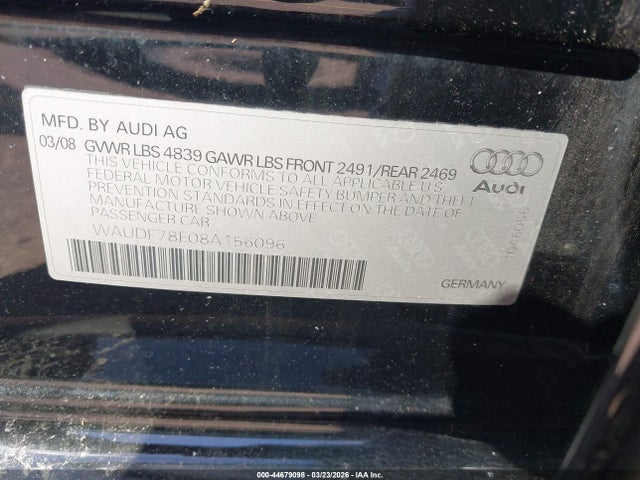 MFD. BY AUDI AG
03/08 GVWR LBS 4839 GAWR LBS FRONT 2491/REAR 2469
THIS VEHICLE CONFORMS TO ALL APPLICABLE U.S.
FEDERAL MOTOR VEHICLE SAFETY BUMPER AND THEFT
PREVENTION STANDARDS IN EFFECT ON THE DATE OF
MANUFACTURE SHOWN ABOVE
PASSENGER CAR
WAUDF78E08A156096
Audi
GERMANY
00-44679098 - 03/23/2026 - IAA Inc.